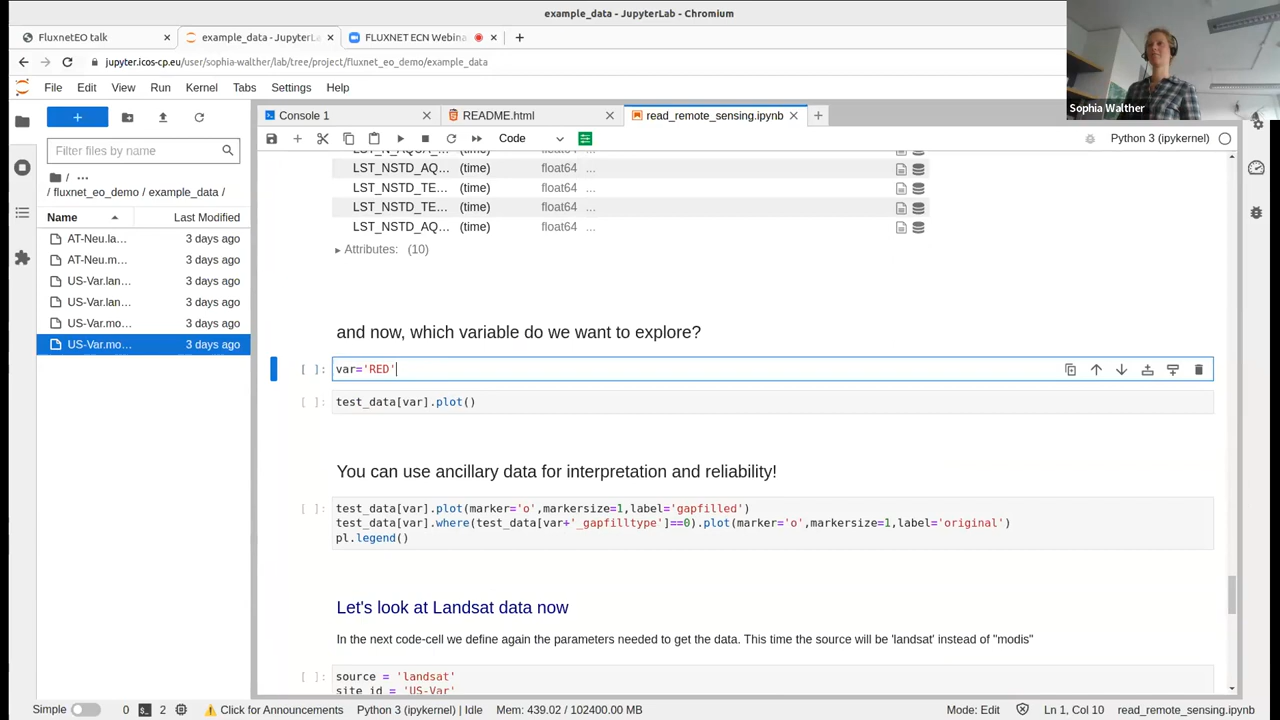 example_data - JupyterLab - Chromium
FluxnetEO talk
example_data - JupyterLa
FLUXNET ECN Webina
jupyter.icos-cp.eu/user/sophia-walther/lab/tree/project/fluxnet_eo_demo/example_data
File Edit View Run Kernel Tabs Settings Help
Sophia Walther
Console 1
README.html
read_remote_sensing.ipynb
Code
Python 3 (ipykernel)
Filter files by name
/ ...
/ fluxnet_eo_demo / example_data /
Name Last Modified
AT-Neu.la... 3 days ago
AT-Neu.m... 3 days ago
US-Var.lan... 3 days ago
US-Var.lan... 3 days ago
US-Var.mo... 3 days ago
US-Var.mo... 3 days ago
(time) float64 ...
LST_NSTD_AQ... (time) float64 ...
LST_NSTD_TE... (time) float64 ...
LST_NSTD_TE... (time) float64 ...
LST_NSTD_AQ... (time) float64 ...
Attributes: (10)
and now, which variable do we want to explore?
[ ]: var='RED'
[ ]: test_data[var].plot()
You can use ancillary data for interpretation and reliability!
[ ]: test_data[var].plot(marker='o',markersize=1,label='gapfilled')
test_data[var].where(test_data[var+'_gapfilltype']==0).plot(marker='o',markersize=1,label='original')
pl.legend()
Let's look at Landsat data now
In the next code-cell we define again the parameters needed to get the data. This time the source will be 'landsat' instead of "modis"
[ ]: source = 'landsat'
site_id = 'US-Var'
Simple 0 2 Click for Announcements Python 3 (ipykernel) | Idle Mem: 439.02 / 102400.00 MB Mode: Edit Ln 1, Col 10 read_remote_sensing.ipynb